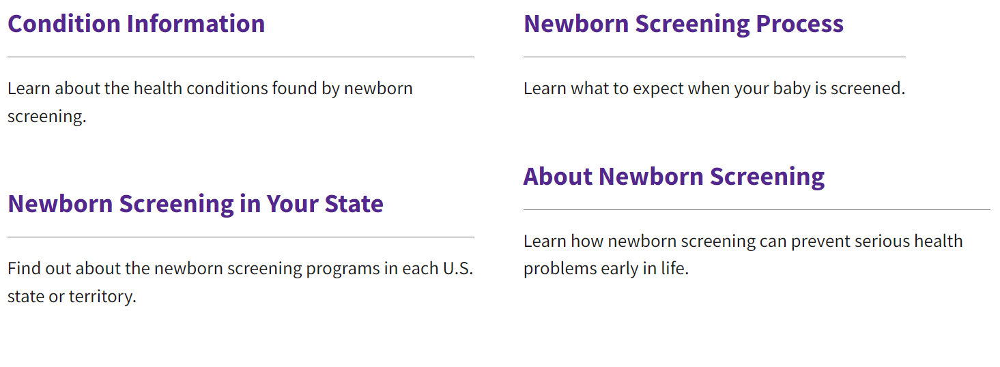 Condition Information
Learn about the health conditions found by newborn
screening.
Newborn Screening Process
Learn what to expect when your baby is screened.
Newborn Screening in Your State
Find out about the newborn screening programs in each U.S.
state or territory.
About Newborn Screening
Learn how newborn screening can prevent serious health
problems early in life.